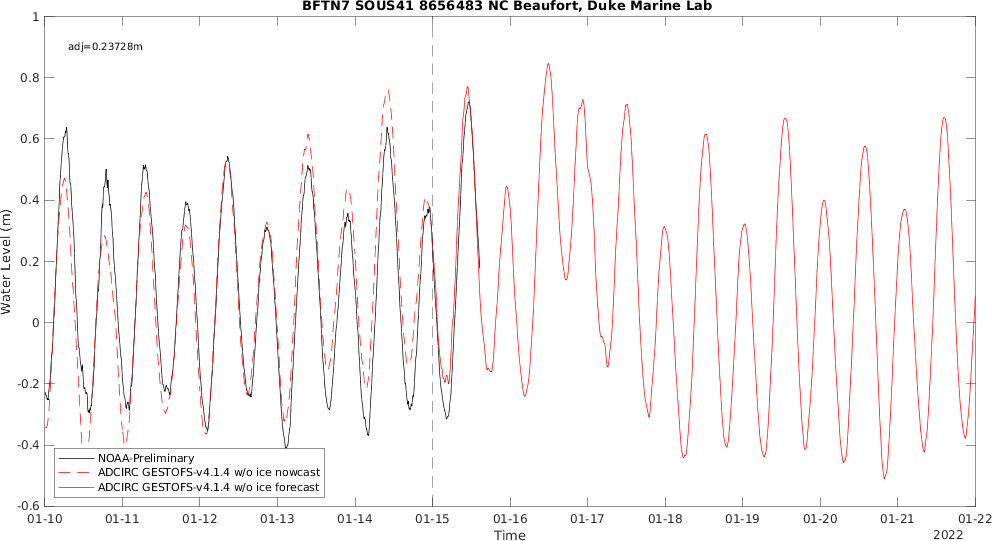 BFTN7 SOUS41 8656483 NC Beaufort, Duke Marine Lab
adj=0.23728m
Water Level (m)
1
0.8
0.6
0.4
0.2
0
-0.2
-0.4
-0.6
NOAA-Preliminary
ADCIRC GESTOFS-v4.1.4 w/o ice nowcast
ADCIRC GESTOFS-v4.1.4 w/o ice forecast
01-10 01-11 01-12 01-13 01-14 01-15 01-16 01-17 01-18 01-19 01-20 01-21 01-22
Time
2022